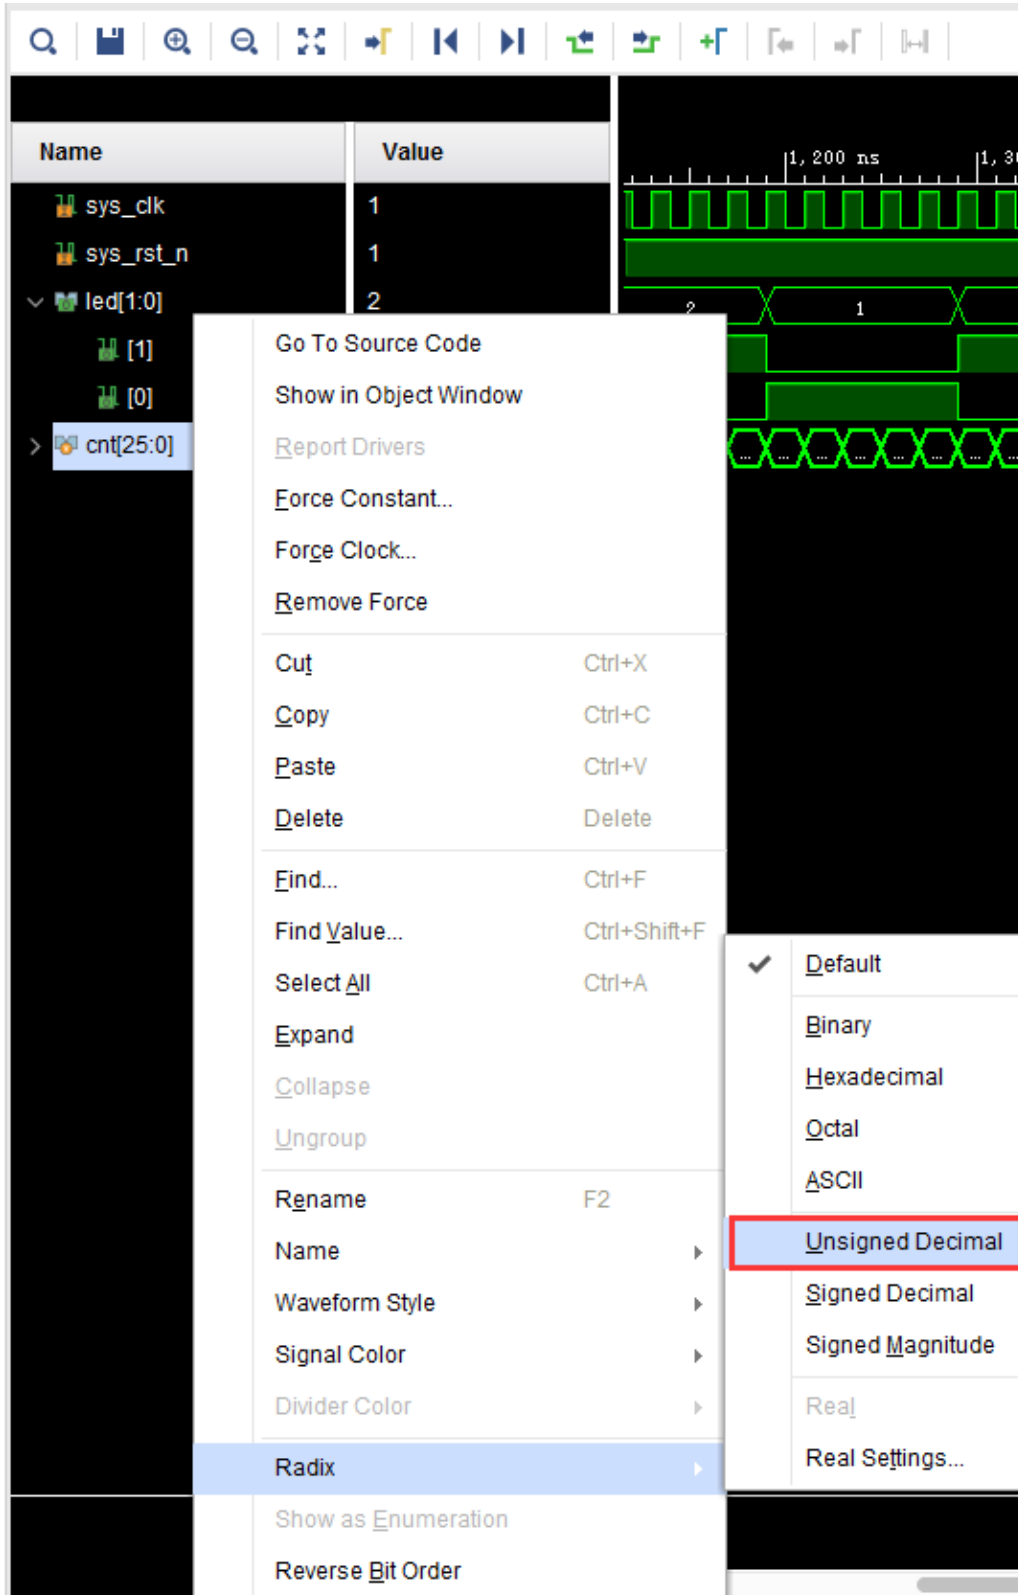 Name Value
1,200 ns 1,30
sys_clk 1
sys_rst_n 1
led[1:0] 2
2 1
[1]
[0]
cnt[25:0]
... ... ... ... ... ... ... ...
Go To Source Code
Show in Object Window
Report Drivers
Force Constant...
Force Clock...
Remove Force
Cut Ctrl+X
Copy Ctrl+C
Paste Ctrl+V
Delete Delete
Find... Ctrl+F
Find Value... Ctrl+Shift+F
Select All Ctrl+A
Expand
Collapse
Ungroup
Rename F2
Name
Waveform Style
Signal Color
Divider Color
Radix
Show as Enumeration
Reverse Bit Order
Default
Binary
Hexadecimal
Octal
ASCII
Unsigned Decimal
Signed Decimal
Signed Magnitude
Real
Real Settings...